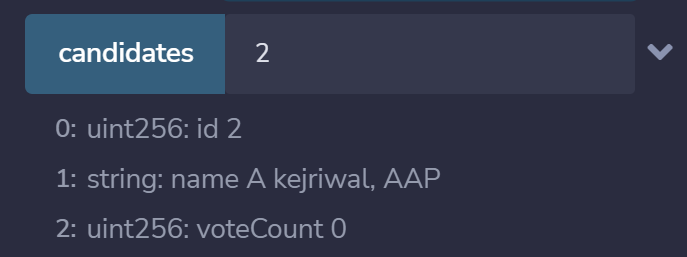 candidates 2
0: uint256: id 2
1: string: name A kejriwal, AAP
2: uint256: voteCount 0